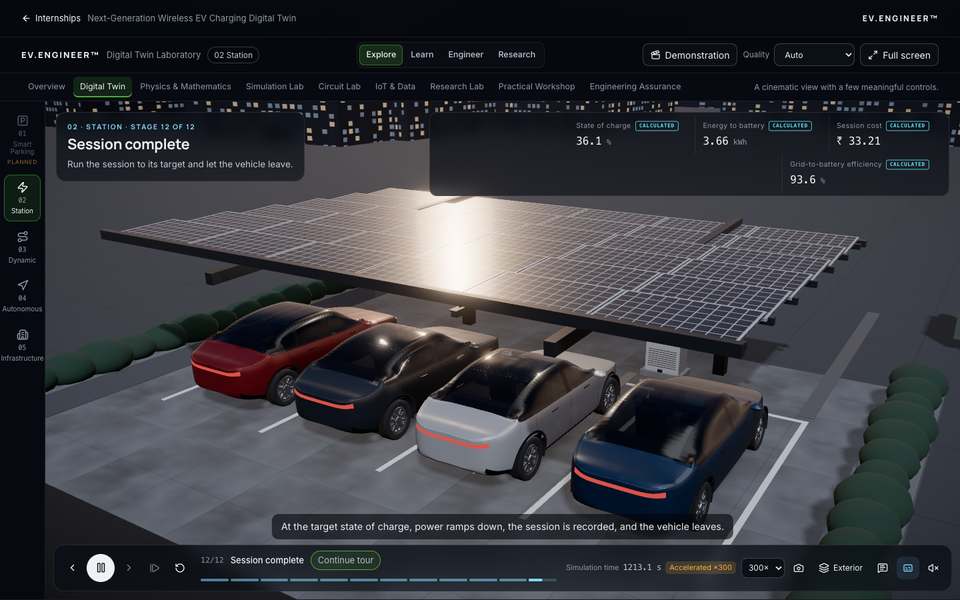 ← Internships Next-Generation Wireless EV Charging Digital Twin EV.ENGINEER™
EV.ENGINEER™ Digital Twin Laboratory 02 Station Explore Learn Engineer Research Demonstration Quality Auto Full screen
Overview Digital Twin Physics & Mathematics Simulation Lab Circuit Lab IoT & Data Research Lab Practical Workshop Engineering Assurance A cinematic view with a few meaningful controls.
01
Smart
Parking
PLANNED
02
Station
03
Dynamic
04
Autonomous
05
Infrastructure
02 · STATION · STAGE 12 OF 12
Session complete
Run the session to its target and let the vehicle leave.
State of charge CALCULATED Energy to battery CALCULATED Session cost CALCULATED
36.1 % 3.66 kWh ₹ 33.21
Grid-to-battery efficiency CALCULATED
93.6 %
At the target state of charge, power ramps down, the session is recorded, and the vehicle leaves.
12/12 Session complete Continue tour Simulation time 1213.1 s Accelerated ×300 300× Exterior